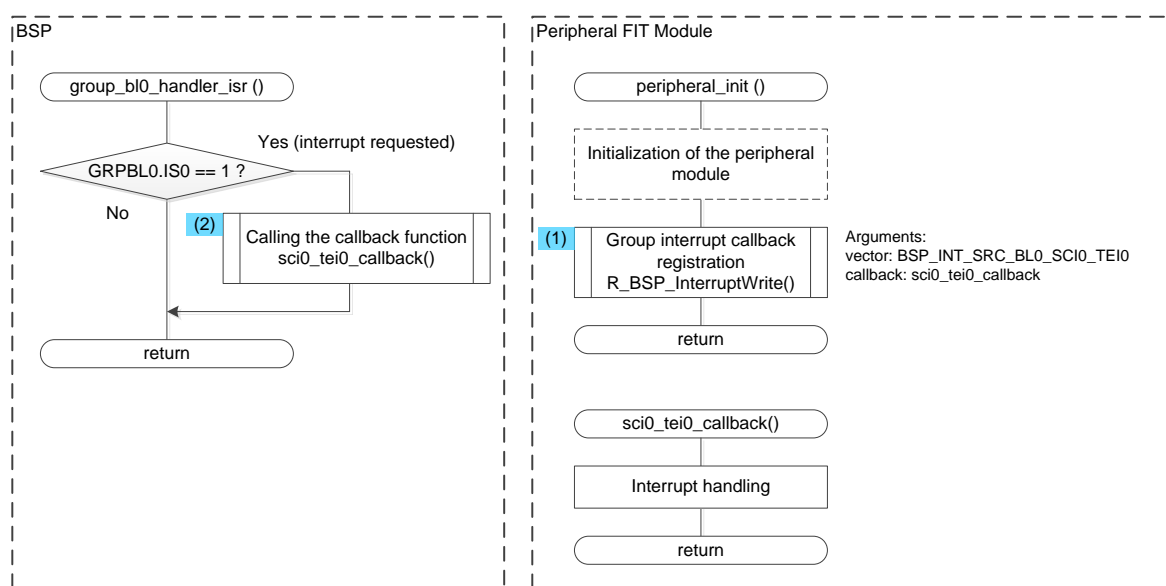 BSP
group_bl0_handler_isr ()
Yes (interrupt requested)
GRPBL0.IS0 == 1 ?
No
(2)
Calling the callback function
sci0_tei0_callback()
return
Peripheral FIT Module
peripheral_init ()
Initialization of the peripheral
module
(1)
Group interrupt callback
registration
R_BSP_InterruptWrite()
Arguments:
vector: BSP_INT_SRC_BL0_SCI0_TEI0
callback: sci0_tei0_callback
return
sci0_tei0_callback()
Interrupt handling
return